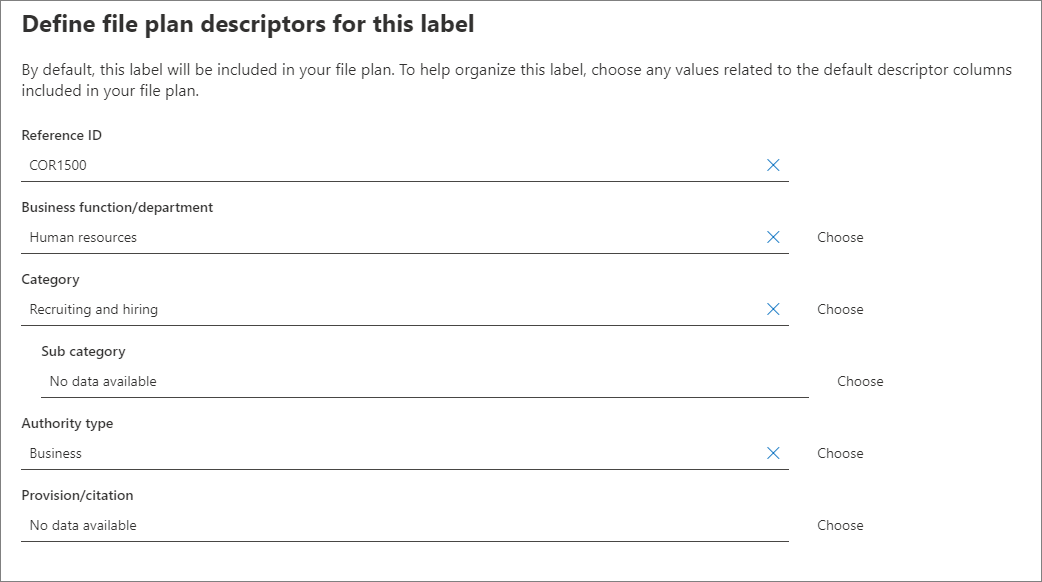 Define file plan descriptors for this label
By default, this label will be included in your file plan. To help organize this label, choose any values related to the default descriptor columns
included in your file plan.
Reference ID
COR1500
Business function/department
Human resources
Choose
Category
Recruiting and hiring
Choose
Sub category
No data available
Choose
Authority type
Business
Choose
Provision/citation
No data available
Choose